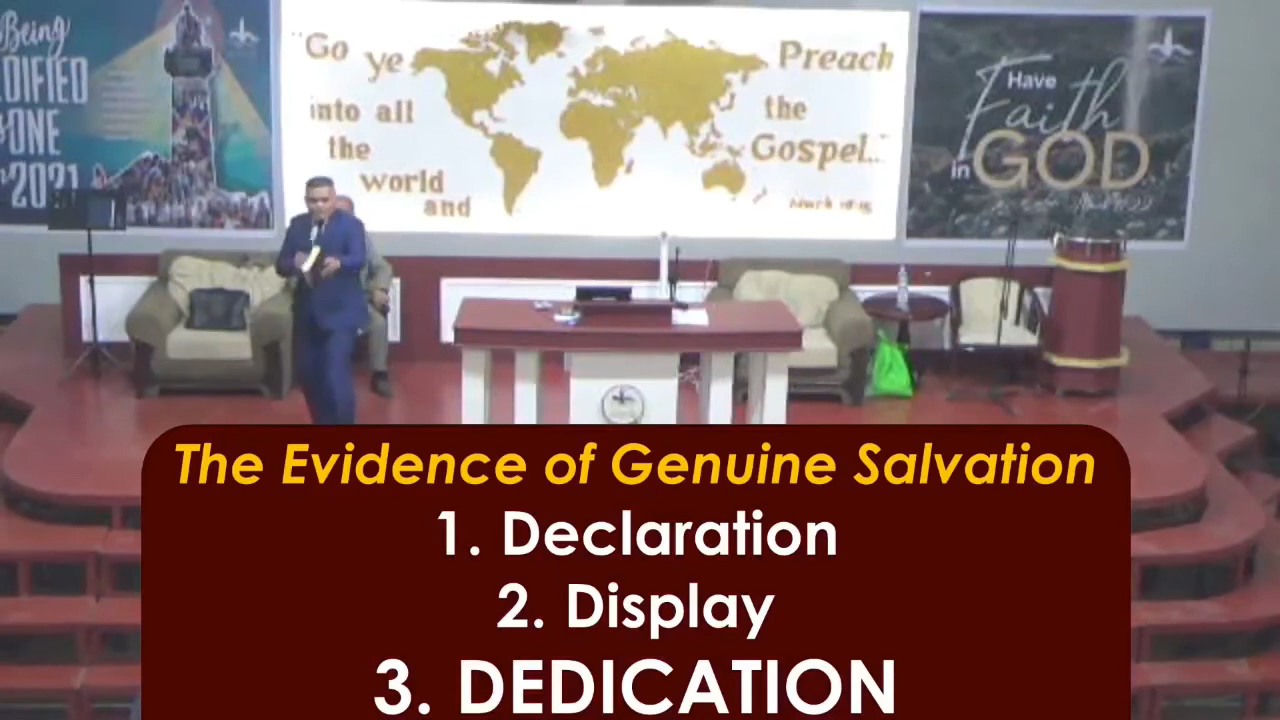 Being
EDIFIED
ONE
2021
"Go ye
into all
the
world
and
Preach
the
Gospel..."
Have
Faith
in GOD
The Evidence of Genuine Salvation
1. Declaration
2. Display
3. DEDICATION